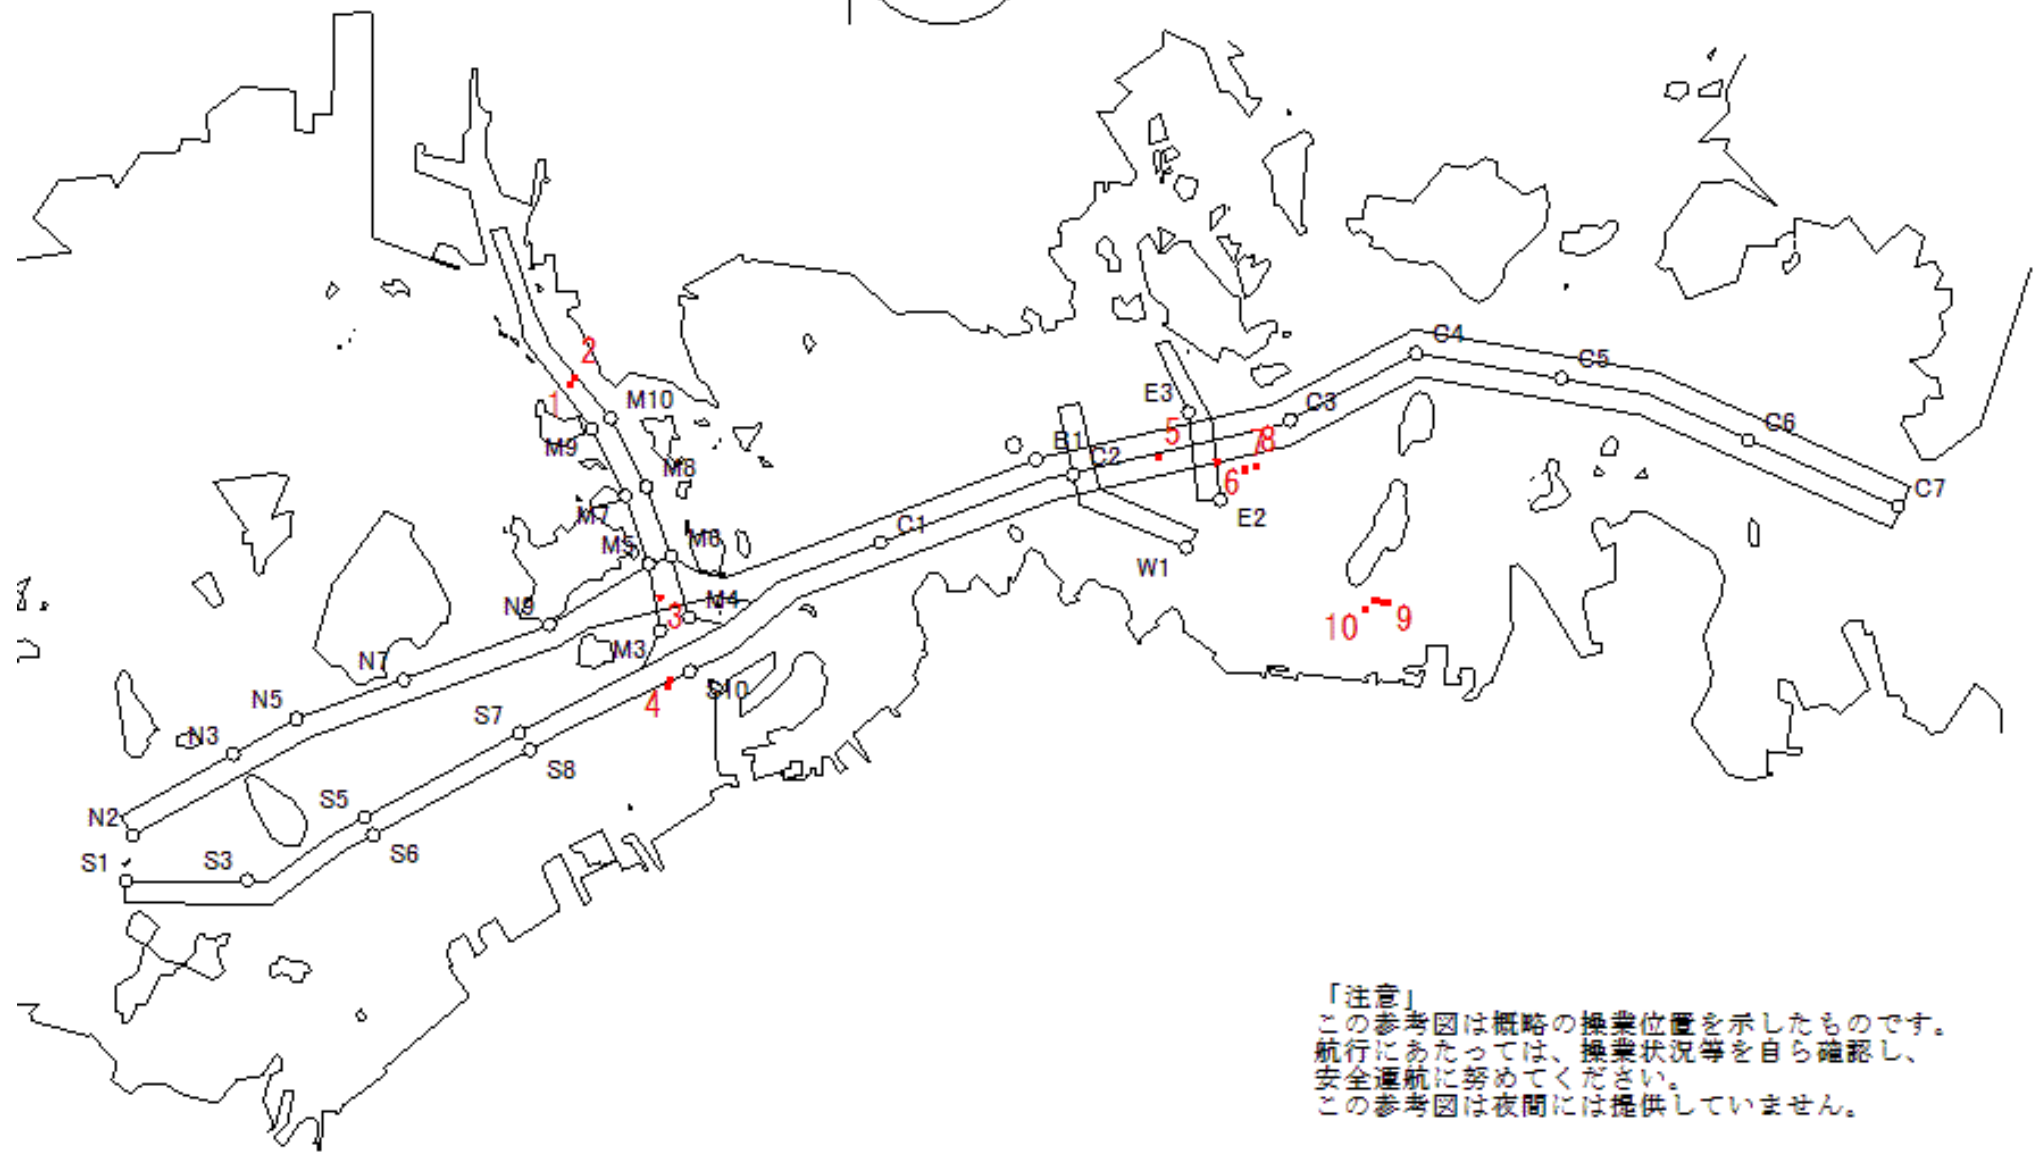 C4
2
C5
1
M10
E3
C3
C6
5
B1
7
8
M9
C2
M8
6
C7
M7
E2
C1
M5
M6
W1
N9
M4
3
10
9
M3
N7
S10
N5
4
S7
N3
S8
S5
N2
S6
S1
S3
「注意」
この参考図は概略の操業位置を示したものです。
航行にあたっては、操業状況等を自ら確認し、
安全運航に努めてください。
この参考図は夜間には提供していません。